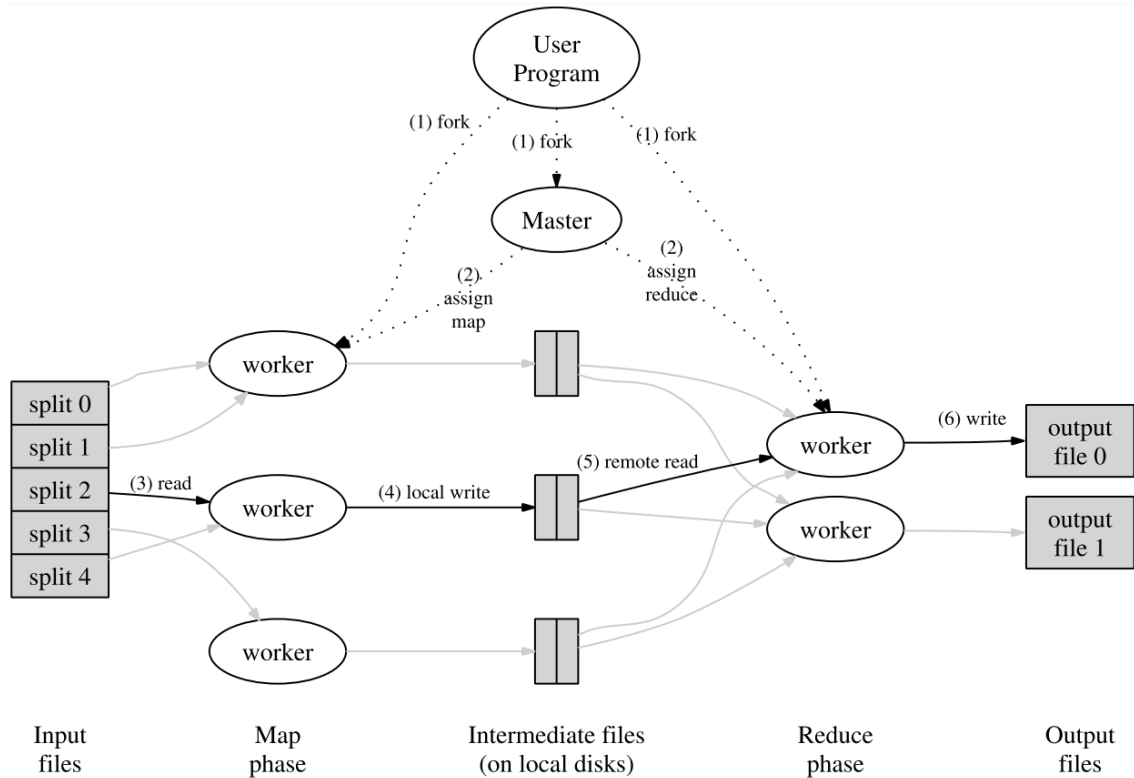 User
Program
(1) fork
(1) fork
(1) fork
Master
(2)
assign
map
(2)
assign
reduce
worker
split 0
split 1
split 2
split 3
split 4
(3) read
worker
(4) local write
worker
(5) remote read
worker
(6) write
output
file 0
worker
output
file 1
Input
files
Map
phase
Intermediate files
(on local disks)
Reduce
phase
Output
files